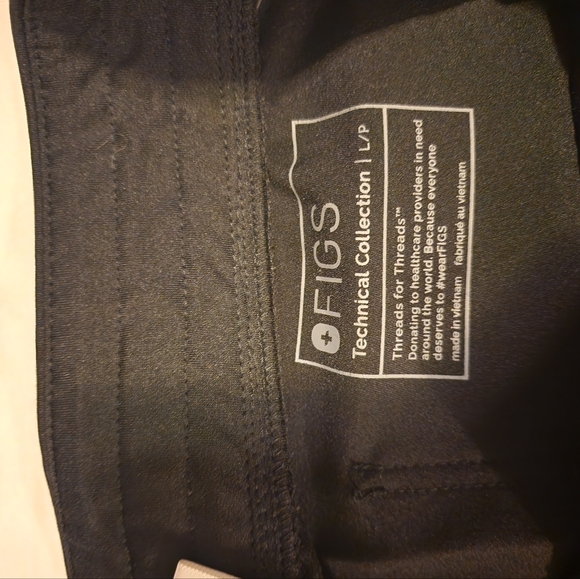 FIGS
Technical Collection | L/P
Threads for Threads™
Donating to healthcare providers in need
around the world. Because everyone
deserves to #wearFIGS
made in vietnam fabriqué au vietnam